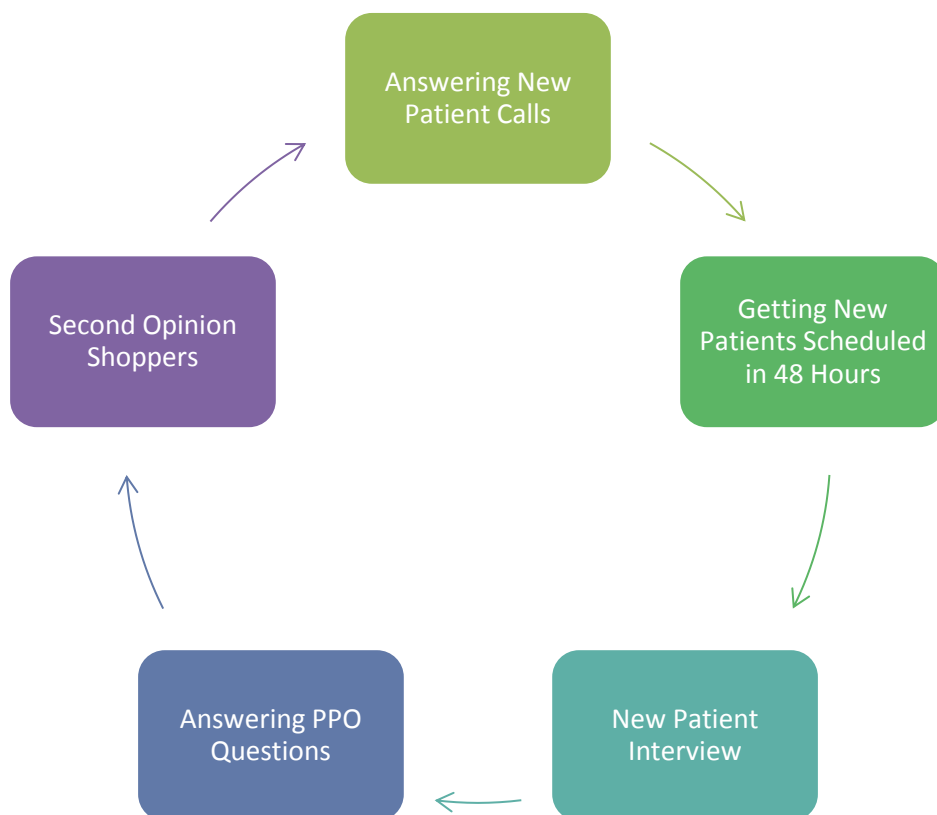 Answering New
Patient Calls
Getting New
Patients Scheduled
in 48 Hours
New Patient
Interview
Answering PPO
Questions
Second Opinion
Shoppers